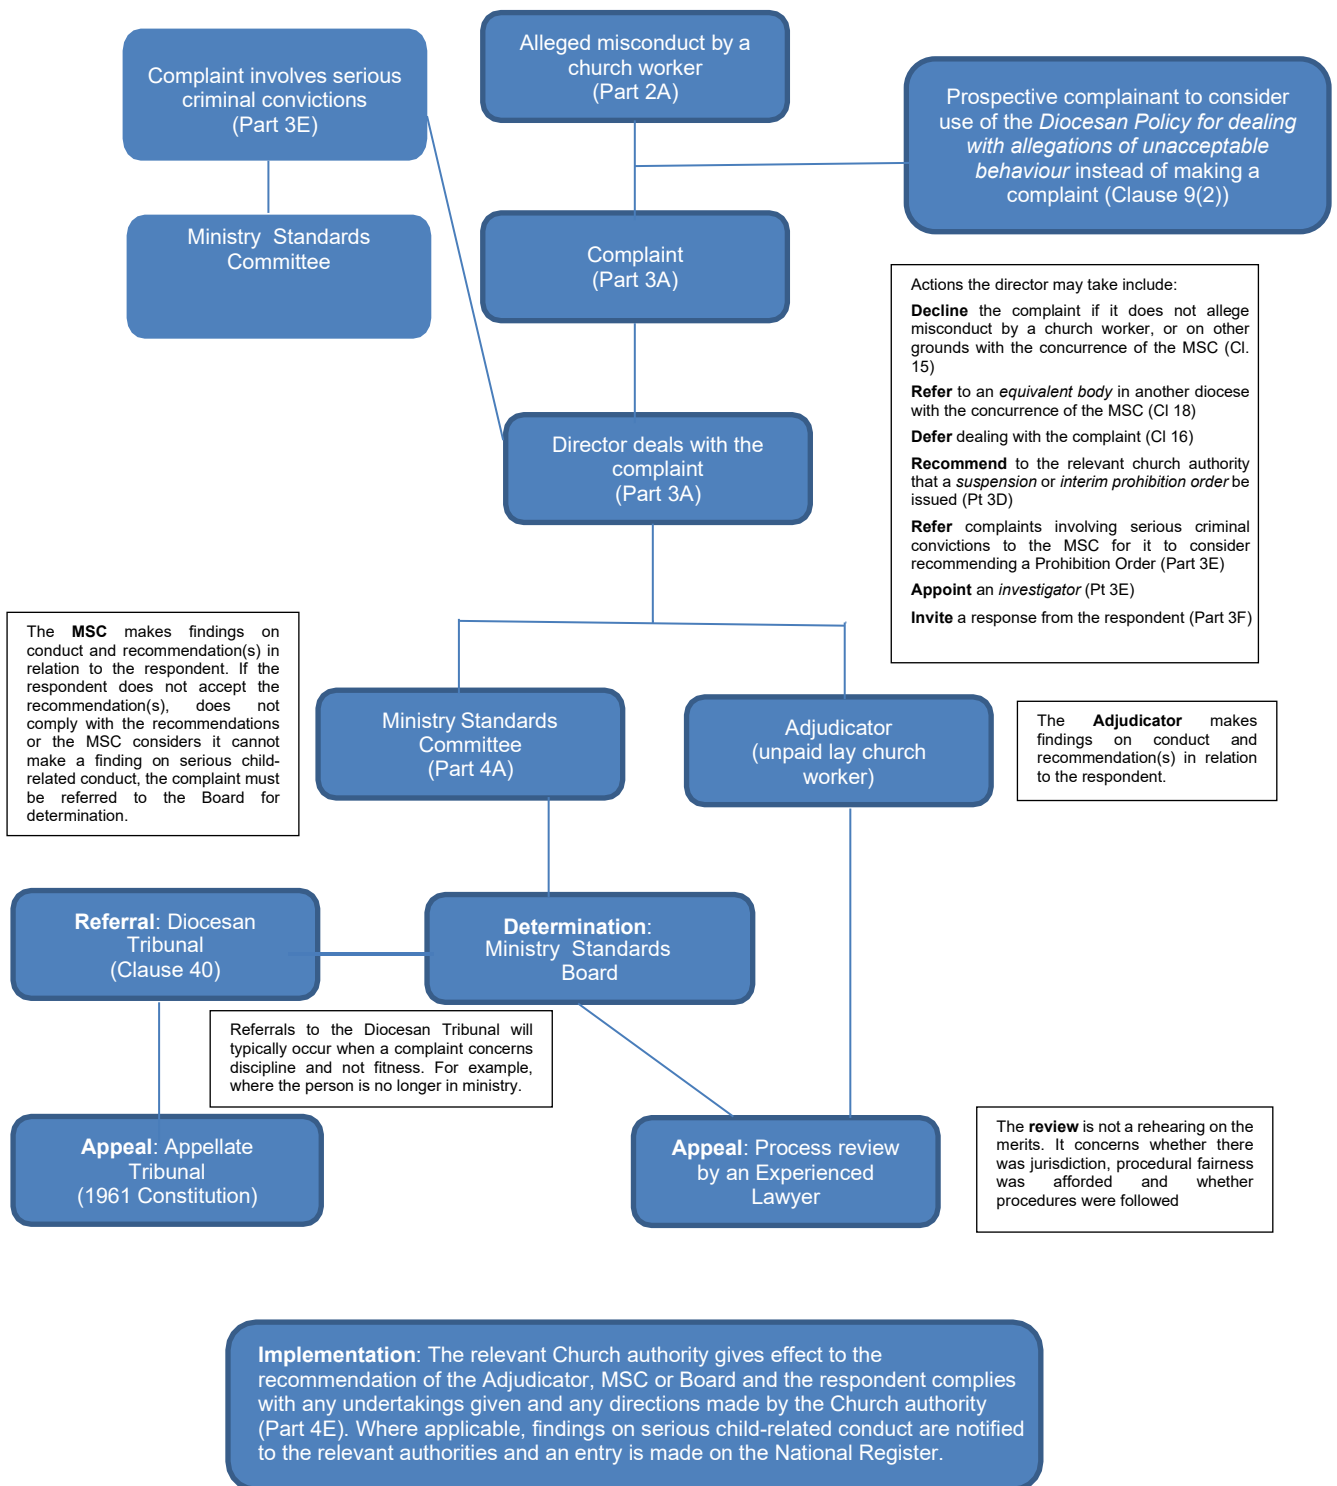 Alleged misconduct by a
church worker
(Part 2A)
Complaint involves serious
criminal convictions
(Part 3E)
Prospective complainant to consider
use of the Diocesan Policy for dealing
with allegations of unacceptable
behaviour instead of making a
complaint (Clause 9(2))
Ministry Standards
Committee
Complaint
(Part 3A)
Actions the director may take include:
Decline the complaint if it does not allege
misconduct by a church worker, or on other
grounds with the concurrence of the MSC (Cl.
15)
Refer to an equivalent body in another diocese
with the concurrence of the MSC (Cl 18)
Defer dealing with the complaint (Cl 16)
Recommend to the relevant church authority
that a suspension or interim prohibition order be
issued (Pt 3D)
Refer complaints involving serious criminal
convictions to the MSC for it to consider
recommending a Prohibition Order (Part 3E)
Appoint an investigator (Pt 3E)
Invite a response from the respondent (Part 3F)
Director deals with the
complaint
(Part 3A)
The MSC makes findings on
conduct and recommendation(s) in
relation to the respondent. If the
respondent does not accept the
recommendation(s), does not
comply with the recommendations
or the MSC considers it cannot
make a finding on serious child-
related conduct, the complaint must
be referred to the Board for
determination.
Ministry Standards
Committee
(Part 4A)
Adjudicator
(unpaid lay church
worker)
The Adjudicator makes
findings on conduct and
recommendation(s) in relation
to the respondent.
Referral: Diocesan
Tribunal
(Clause 40)
Determination:
Ministry Standards
Board
Referrals to the Diocesan Tribunal will
typically occur when a complaint concerns
discipline and not fitness. For example,
where the person is no longer in ministry.
Appeal: Appellate
Tribunal
(1961 Constitution)
Appeal: Process review
by an Experienced
Lawyer
The review is not a rehearing on the
merits. It concerns whether there
was jurisdiction, procedural fairness
was afforded and whether
procedures were followed
Implementation: The relevant Church authority gives effect to the
recommendation of the Adjudicator, MSC or Board and the respondent complies
with any undertakings given and any directions made by the Church authority
(Part 4E). Where applicable, findings on serious child-related conduct are notified
to the relevant authorities and an entry is made on the National Register.